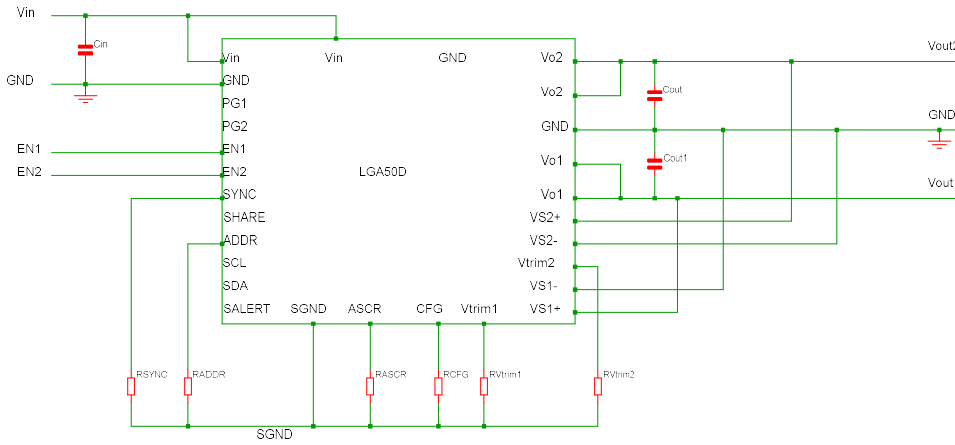 Vin
Cin
Vin
Vin
GND
Vo2
Vout2
GND
GND
Cout
PG1
Vo2
PG2
GND
GND
EN1
EN1
Vo1
Cout1
EN2
EN2
LGA50D
Vout
SYNC
Vo1
SHARE
VS2+
ADDR
VS2-
SCL
Vtrim2
SDA
VS1-
SALERT
SGND
ASCR
CFG
Vtrim1
VS1+
RSYNC
RADDR
RASCR
RCFG
RVtrim1
RVtrim2
SGND